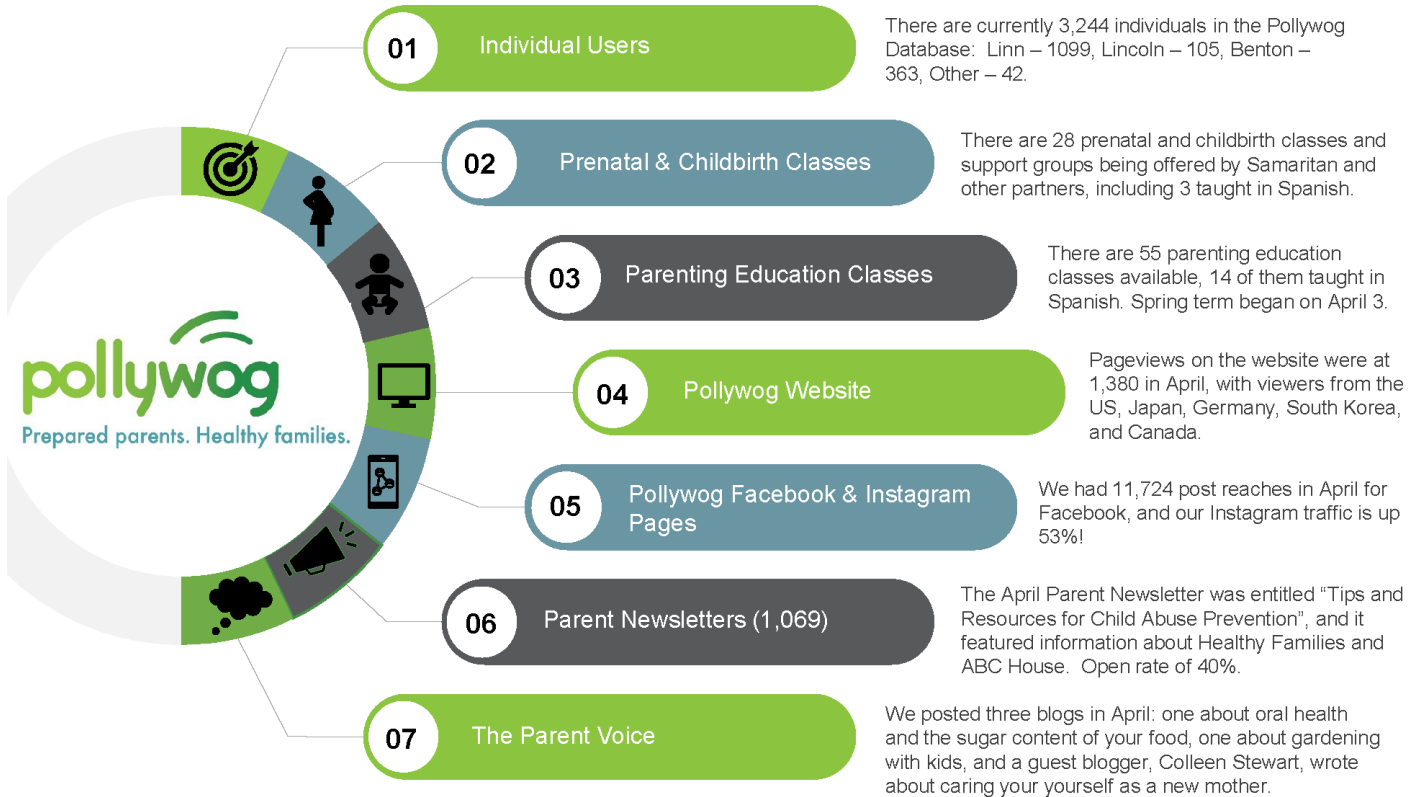 01
Individual Users
There are currently 3,244 individuals in the Pollywog
Database:  Linn – 1099, Lincoln – 105, Benton –
363, Other – 42.
02
Prenatal & Childbirth Classes
There are 28 prenatal and childbirth classes and
support groups being offered by Samaritan and
other partners, including 3 taught in Spanish.
03
Parenting Education Classes
There are 55 parenting education
classes available, 14 of them taught in
Spanish. Spring term began on April 3.
pollywog
Prepared parents. Healthy families.
04
Pollywog Website
Pageviews on the website were at
1,380 in April, with viewers from the
US, Japan, Germany, South Korea,
and Canada.
05
Pollywog Facebook & Instagram
Pages
We had 11,724 post reaches in April for
Facebook, and our Instagram traffic is up
53%!
06
Parent Newsletters (1,069)
The April Parent Newsletter was entitled “Tips and
Resources for Child Abuse Prevention”, and it
featured information about Healthy Families and
ABC House.  Open rate of 40%.
07
The Parent Voice
We posted three blogs in April: one about oral health
and the sugar content of your food, one about gardening
with kids, and a guest blogger, Colleen Stewart, wrote
about caring your yourself as a new mother.